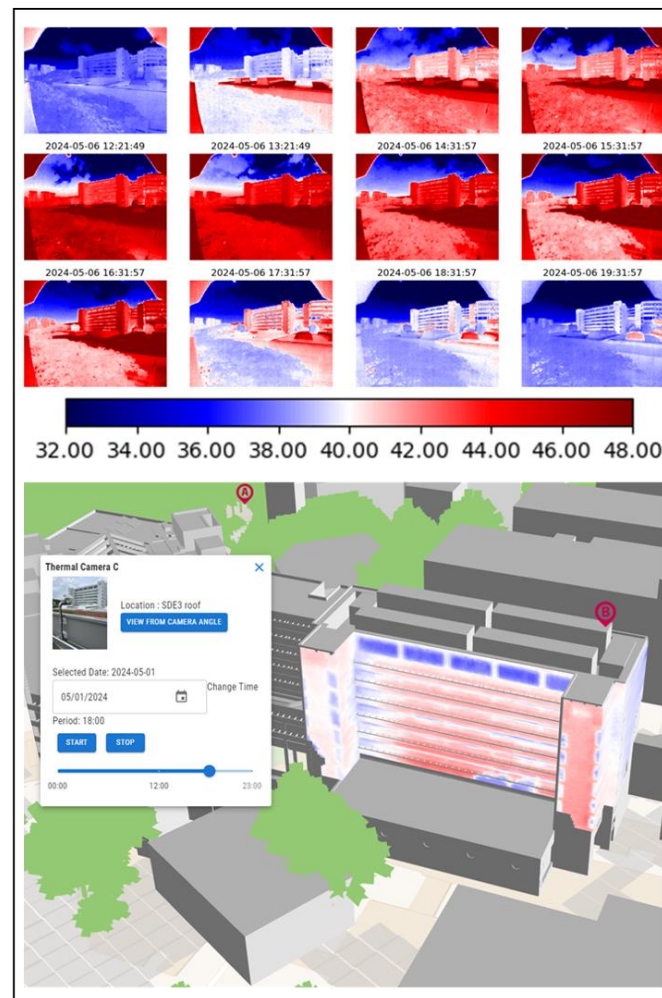 2024-05-06 12:21:49 2024-05-06 13:21:49 2024-05-06 14:31:57 2024-05-06 15:31:57
2024-05-06 16:31:57 2024-05-06 17:31:57 2024-05-06 18:31:57 2024-05-06 19:31:57
32.00 34.00 36.00 38.00 40.00 42.00 44.00 46.00 48.00
A
Thermal Camera C
Location : SDE3 roof
VIEW FROM CAMERA ANGLE
B
Selected Date: 2024-05-01
05/01/2024
Change Time
Period: 18:00
START STOP
00:00 12:00 23:00